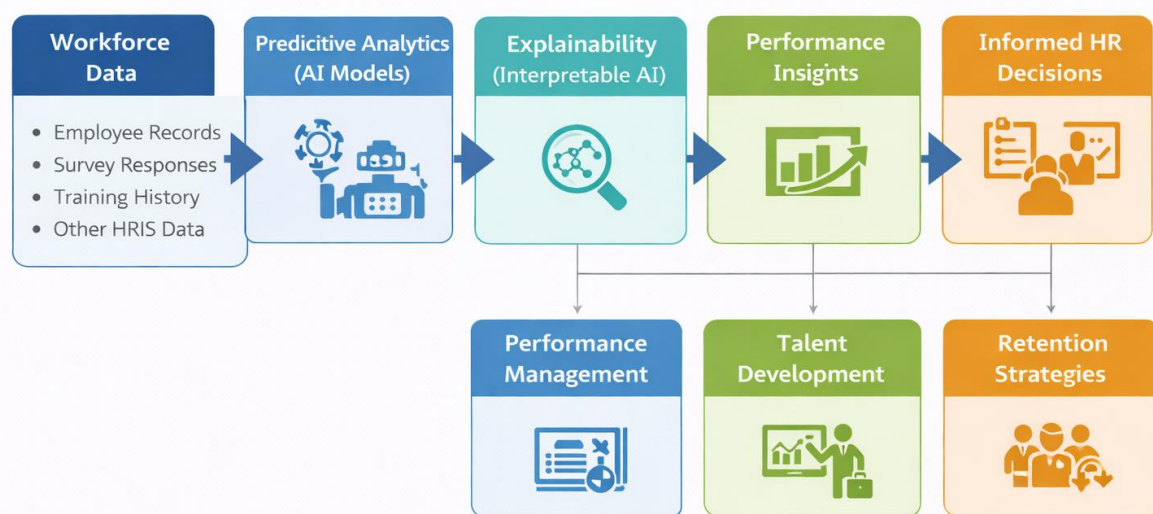 Workforce
Data
• Employee Records
• Survey Responses
• Training History
• Other HRIS Data
Predicitive Analytics
(AI Models)
Explainability
(Interpretable AI)
Performance
Insights
Informed HR
Decisions
Performance
Management
Talent
Development
Retention
Strategies